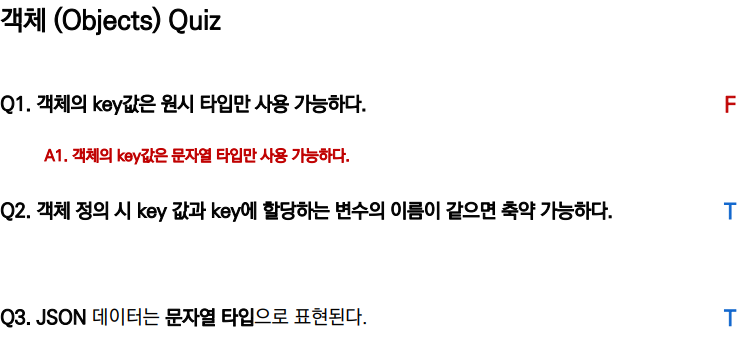 객체 (Objects) Quiz
Q1. 객체의 key값은 원시 타입만 사용 가능하다. F
A1. 객체의 key값은 문자열 타입만 사용 가능하다.
Q2. 객체 정의 시 key 값과 key에 할당하는 변수의 이름이 같으면 축약 가능하다. T
Q3. JSON 데이터는 문자열 타입으로 표현된다. T